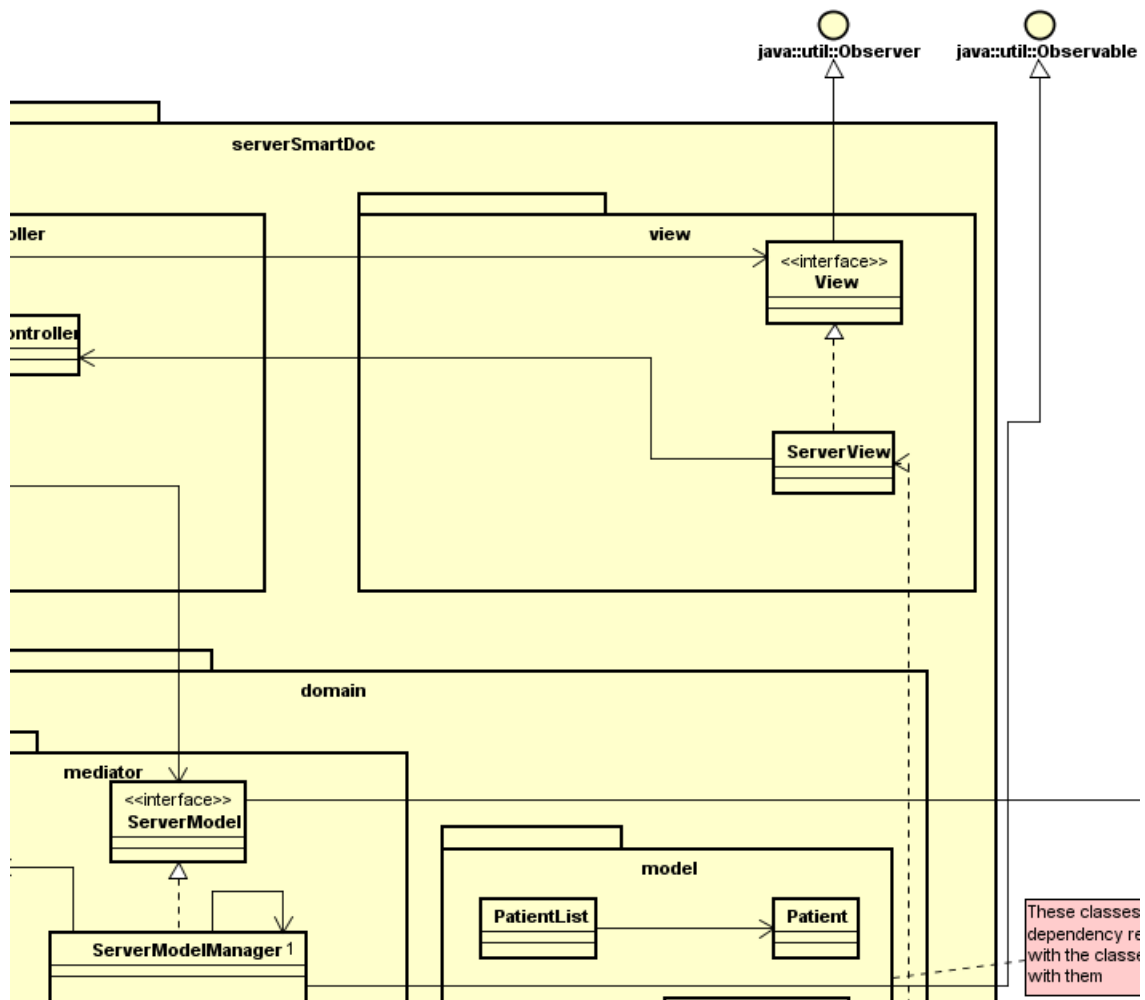 java::util::Observer
java::util::Observable
serverSmartDoc
oller
view
<<interface>>
View
ontroller
ServerView
domain
mediator
<<interface>>
ServerModel
model
PatientList
Patient
ServerModelManager 1
These classes
dependency re
with the classe
with them